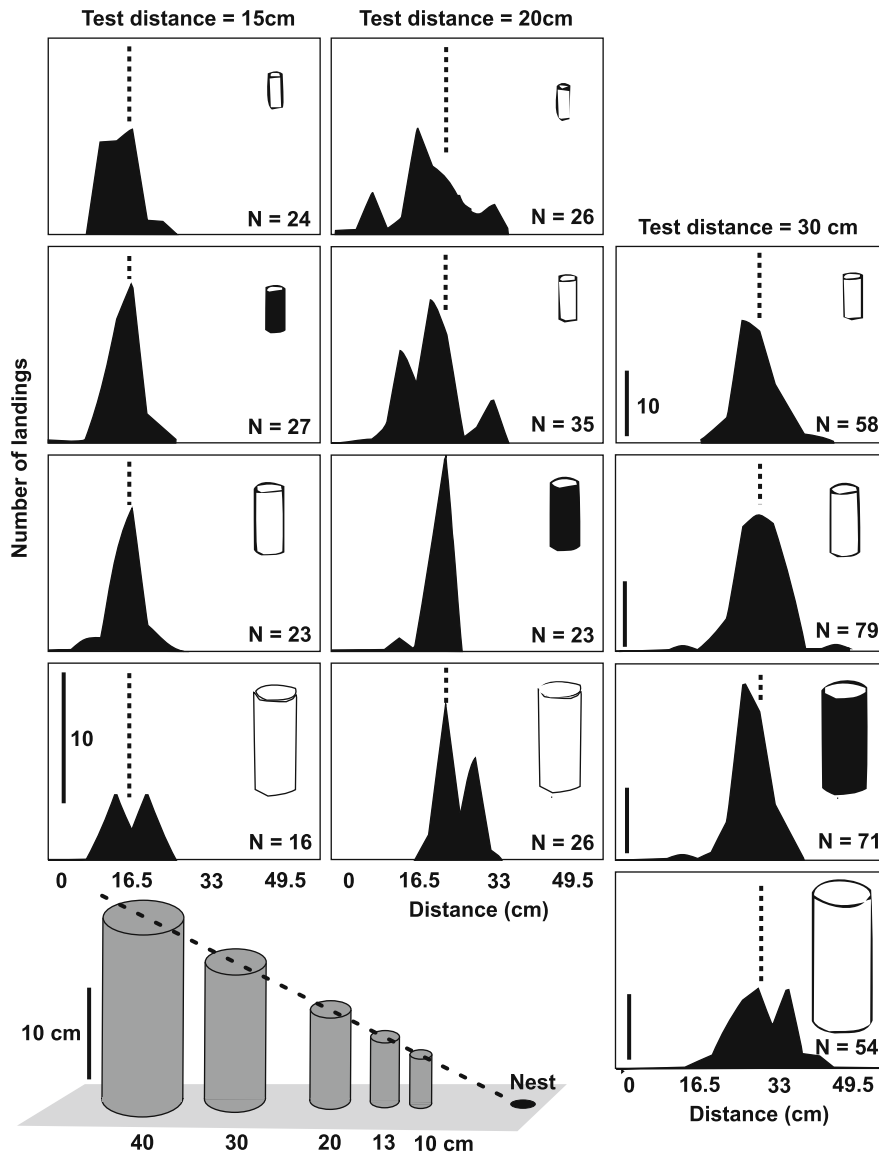 Test distance = 15cm
Test distance = 20cm
N = 24
N = 26
Test distance = 30 cm
Number of landings
N = 27
N = 35
10
N = 58
N = 23
N = 23
N = 79
10
N = 16
N = 26
N = 71
0 16.5 33 49.5
0 16.5 33 49.5
Distance (cm)
10 cm
N = 54
Nest
0 16.5 33 49.5
Distance (cm)
40 30 20 13 10 cm